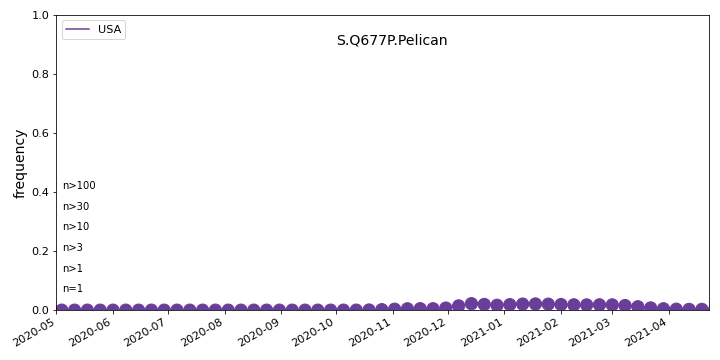 S.Q677P.Pelican
USA
frequency
1.0
0.8
0.6
0.4
0.2
0.0
n>100
n>30
n>10
n>3
n>1
n=1
2020-05
2020-06
2020-07
2020-08
2020-09
2020-10
2020-11
2020-12
2021-01
2021-02
2021-03
2021-04